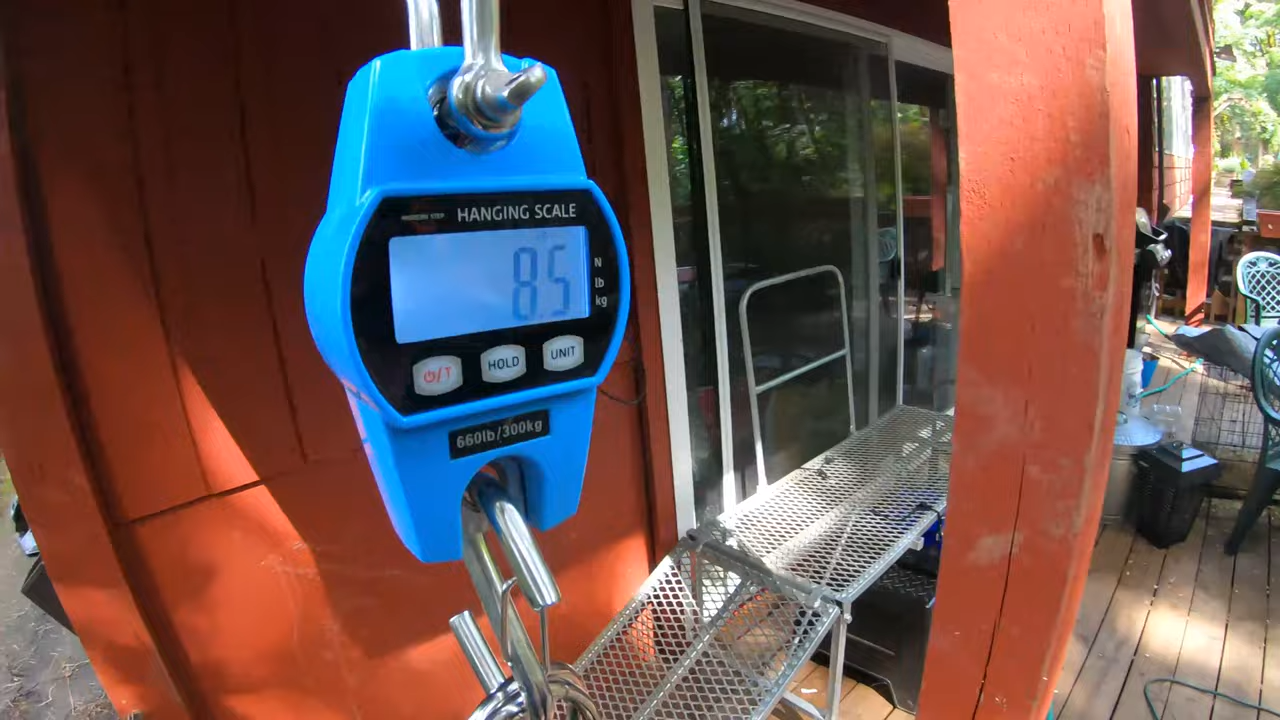 HANGING SCALE
8.5
N
lb
kg
⏻/T
HOLD
UNIT
660lb/300kg